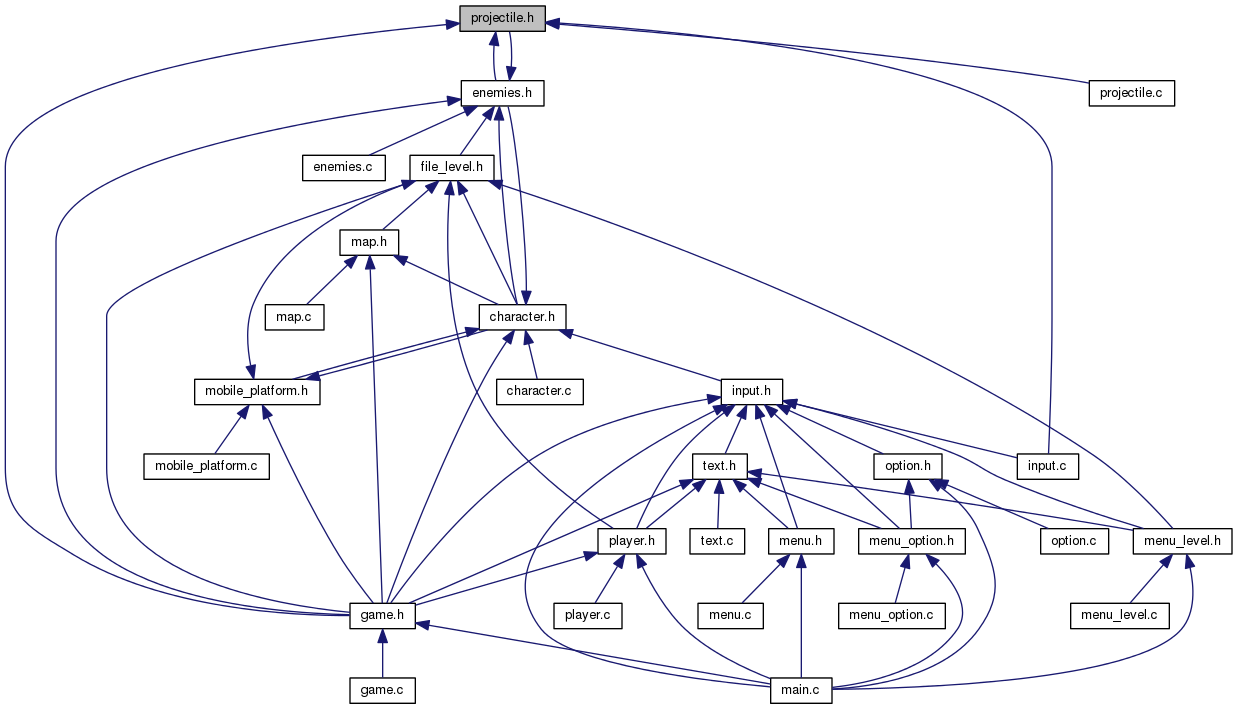 projectile.h
enemies.h
projectile.c
enemies.c
file_level.h
map.h
map.c
character.h
mobile_platform.h
character.c
input.h
mobile_platform.c
text.h
option.h
input.c
player.h
text.c
menu.h
menu_option.h
option.c
menu_level.h
game.h
player.c
menu.c
menu_option.c
menu_level.c
game.c
main.c